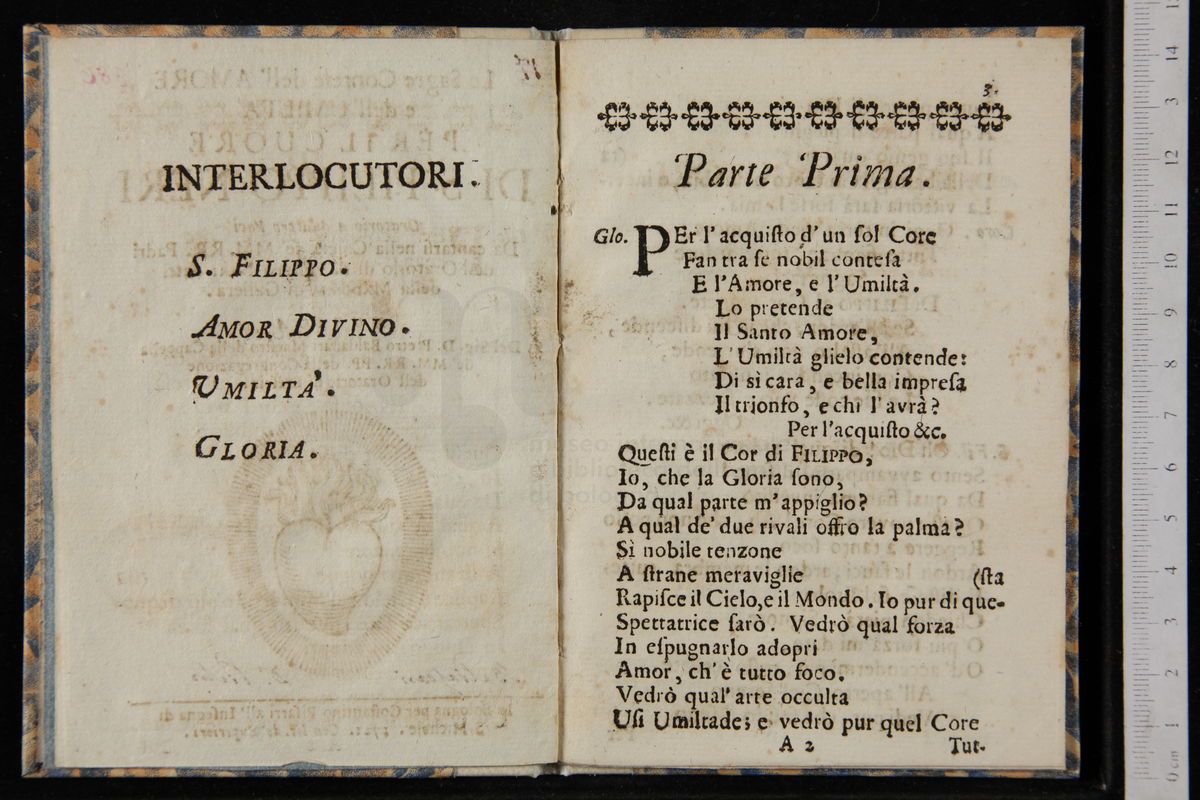 INTERLOCUTORI.
S. FILIPPO.
AMOR DIVINO.
UMILTA'.
GLORIA.
3.
Parte Prima.
Glo. PEr l'acquiſto d'un ſol Core
Fan tra ſe nobil conteſa
E l'Amore, e l'Umiltà.
Lo pretende
Il Santo Amore,
L'Umiltà glielo contende:
Di sì cara, e bella impreſa
Il trionfo, e chi l'avrà?
Per l'acquiſto &c.
Queſti è il Cor di FILIPPO,
Io, che la Gloria ſono,
Da qual parte m'appiglio?
A qual de' due rivali offro la palma?
Sì nobile tenzone
A ſtrane meraviglie (ſta
Rapiſce il Cielo, e il Mondo. Io pur di que-
Spettatrice ſarò. Vedrò qual forza
In eſpugnarlo adopri
Amor, ch'è tutto foco.
Vedrò qual' arte occulta
Uſi Umiltade; e vedrò pur quel Core
A 2 Tut-